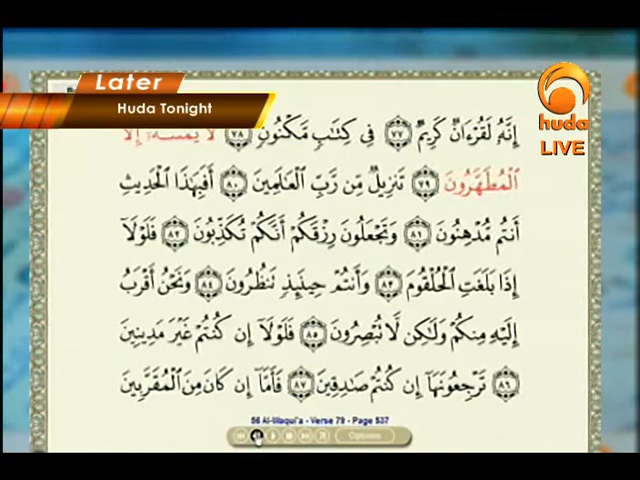 Later
Huda Tonight
huda
LIVE
إِنَّهُۥ لَقُرْءَانٌ كَرِيمٌ ٧٧ فِى كِتَٰبٍ مَّكْنُونٍ ٧٨ لَّا يَمَسُّهُۥٓ إِلَّا
ٱلْمُطَهَّرُونَ ٧٩ تَنزِيلٌ مِّن رَّبِّ ٱلْعَٰلَمِينَ ٨٠ أَفَبِهَٰذَا ٱلْحَدِيثِ
أَنتُم مُّدْهِنُونَ ٨١ وَتَجْعَلُونَ رِزْقَكُمْ أَنَّكُمْ تُكَذِّبُونَ ٨٢ فَلَوْلَآ
إِذَا بَلَغَتِ ٱلْحُلْقُومَ ٨٣ وَأَنتُمْ حِينَئِذٍ تَنظُرُونَ ٨٤ وَنَحْنُ أَقْرَبُ
إِلَيْهِ مِنكُمْ وَلَٰكِن لَّا تُبْصِرُونَ ٨٥ فَلَوْلَآ إِن كُنتُمْ غَيْرَ مَدِينِينَ
٨٦ تَرْجِعُونَهَآ إِن كُنتُمْ صَٰدِقِينَ ٨٧ فَأَمَّآ إِن كَانَ مِنَ ٱلْمُقَرَّبِينَ
56 Al-Waqui'a - Verse 79 - Page 537
Options